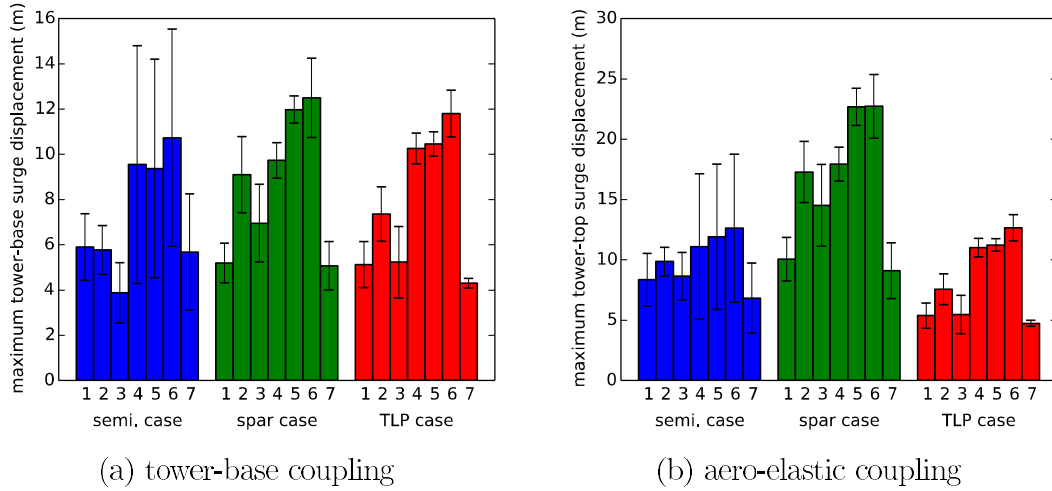 maximum tower-base surge displacement (m)
16
14
12
10
8
6
4
2
0
1 2 3 4 5 6 7 1 2 3 4 5 6 7 1 2 3 4 5 6 7
semi. case spar case TLP case
(a) tower-base coupling
maximum tower-top surge displacement (m)
30
25
20
15
10
5
0
1 2 3 4 5 6 7 1 2 3 4 5 6 7 1 2 3 4 5 6 7
semi. case spar case TLP case
(b) aero-elastic coupling